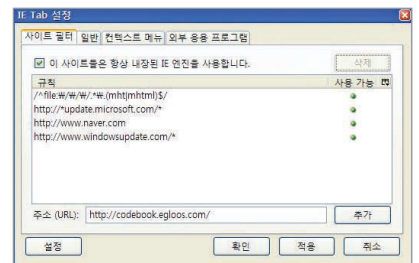 IE Tab 설정
사이트 필터 일반 컨텍스트 메뉴 외부 응용 프로그램
이 사이트들은 항상 내장된 IE 엔진을 사용합니다. 삭제
규칙 사용 가능
/^file:₩/₩/₩/.*₩.(mht|mhtml)$/
http://*update.microsoft.com/*
http://www.naver.com
http://www.windowsupdate.com/*
주소 (URL): http://codebook.egloos.com/ 추가
설정 확인 적용 취소